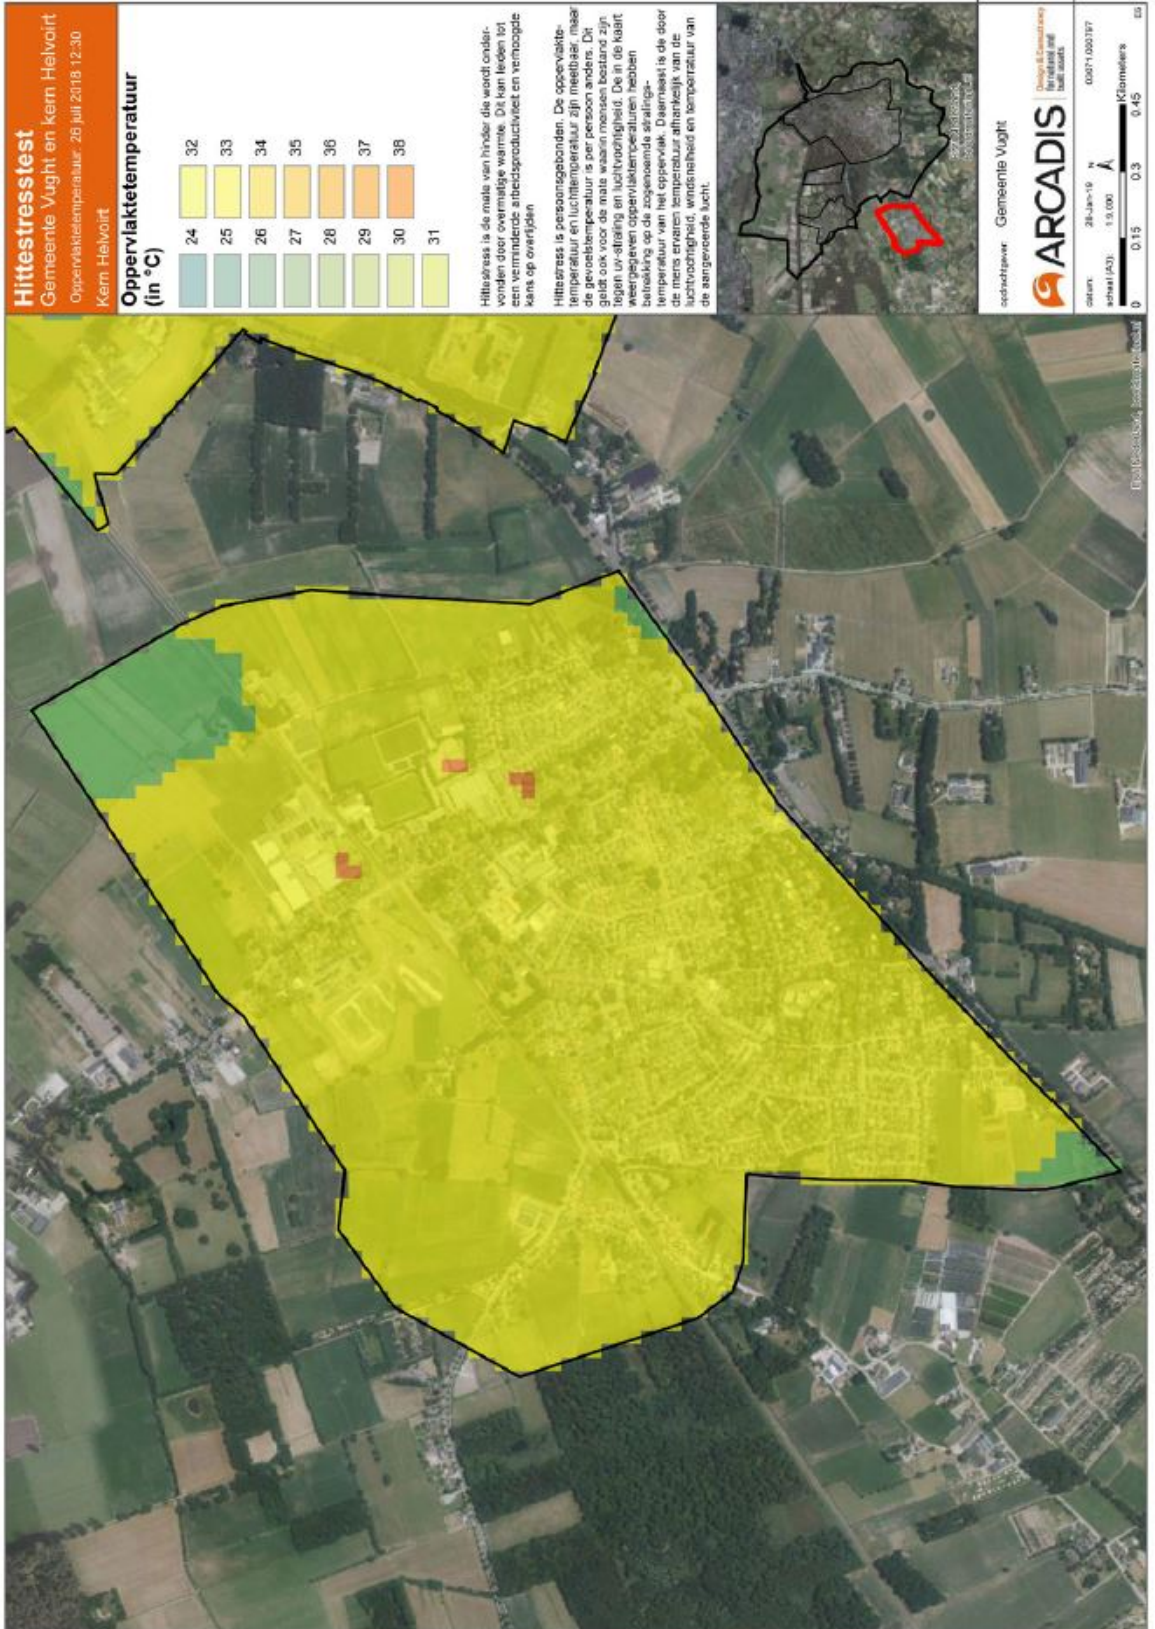 Hittestresstest
Gemeente Vught en kern Helvoirt
Oppervlaktetemperatuur: 26 juli 2018 12:30
Kern Helvoirt
Oppervlaktetemperatuur
(in °C)
24
25
26
27
28
29
30
31
32
33
34
35
36
37
38
Hittestress is de mate van hinder die wordt onder-
vonden door overmatige warmte. Dit kan leiden tot
een verminderde arbeidsproductiviteit en verhoogde
kans op overlijden
Hittestress is persoonsgebonden. De oppervlakte-
temperatuur en luchttemperatuur zijn meetbaar, maar
de gevoelstemperatuur is per persoon anders. Dit
geldt ook voor de mate waarin mensen bestand zijn
tegen uv-straling en luchtvochtigheid. De in de kaart
weergegeven oppervlaktemperaturen hebben
betrekking op de zogenoemde stralings-
temperatuur van het oppervlak. Daarnaast is de door
de mens ervaren temperatuur afhankelijk van de
luchtvochtigheid, windsnelheid en temperatuur van
de aangevoerde lucht.
opdrachtgever: Gemeente Vught
ARCADIS
Design & Consultancy
for natural and
built assets
datum: 28-Jan-19 N
schaal (A3): 1:9,000
0 0.15 0.3 0.45
Kilometers